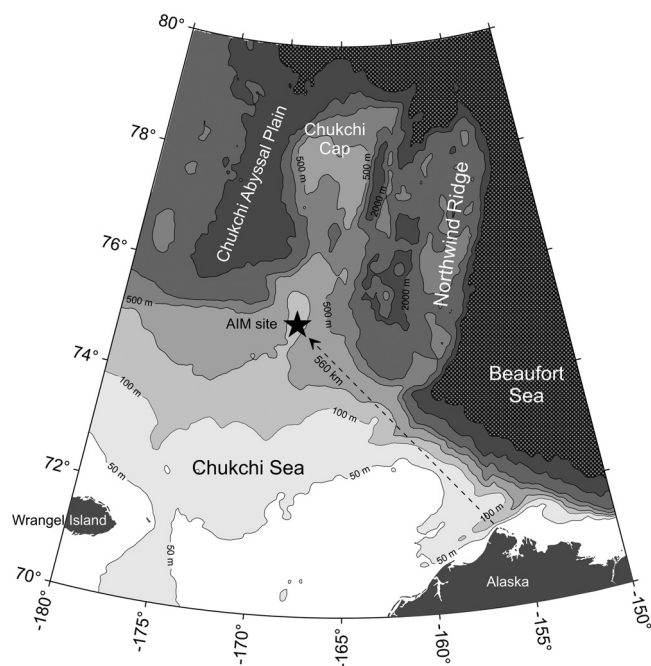 80°
78°
Chukchi
Cap
Chukchi Abyssal Plain
500 m
500 m
2000 m
Northwind Ridge
76°
500 m
500 m
2000 m
AIM site
74°
560 km
Beaufort
Sea
100 m
100 m
72°
Chukchi Sea
50 m
50 m
Wrangel Island
100 m
50 m
50 m
70°
Alaska
-180°
-175°
-170°
-165°
-160°
-155°
-150°